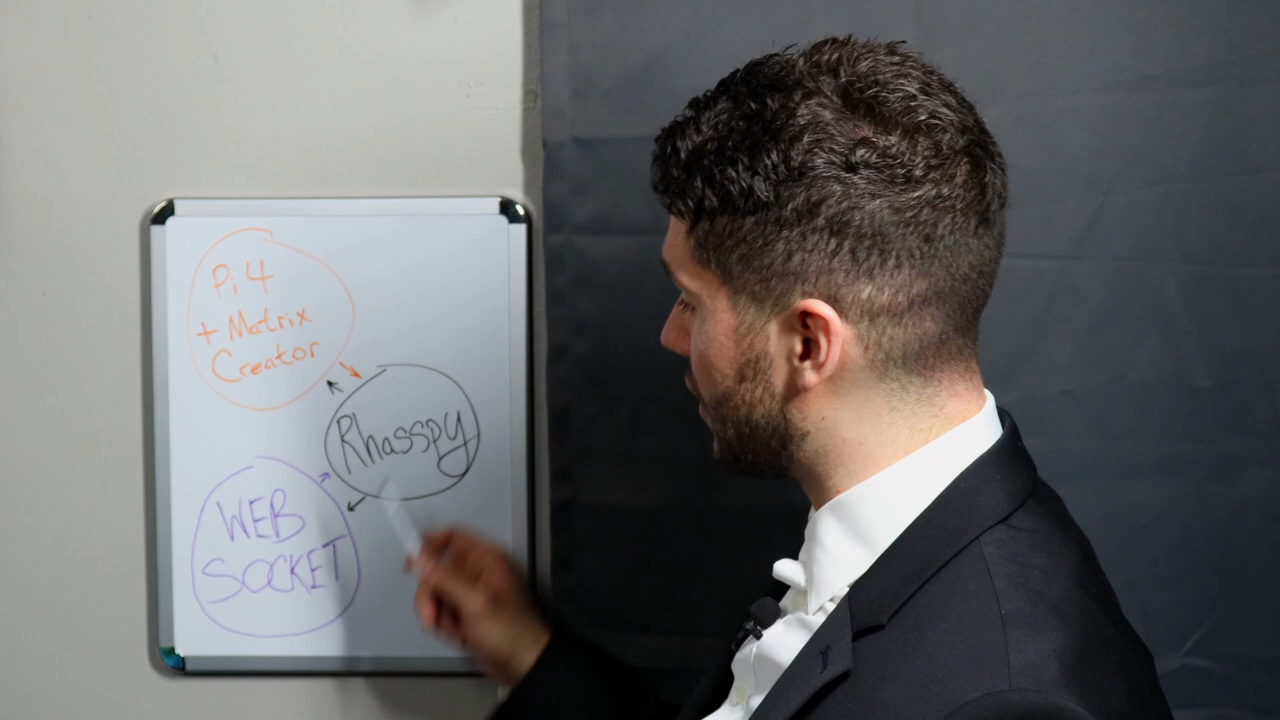 Pi 4
+ Matrix
Creator
Rhasspy
WEB
SOCKET